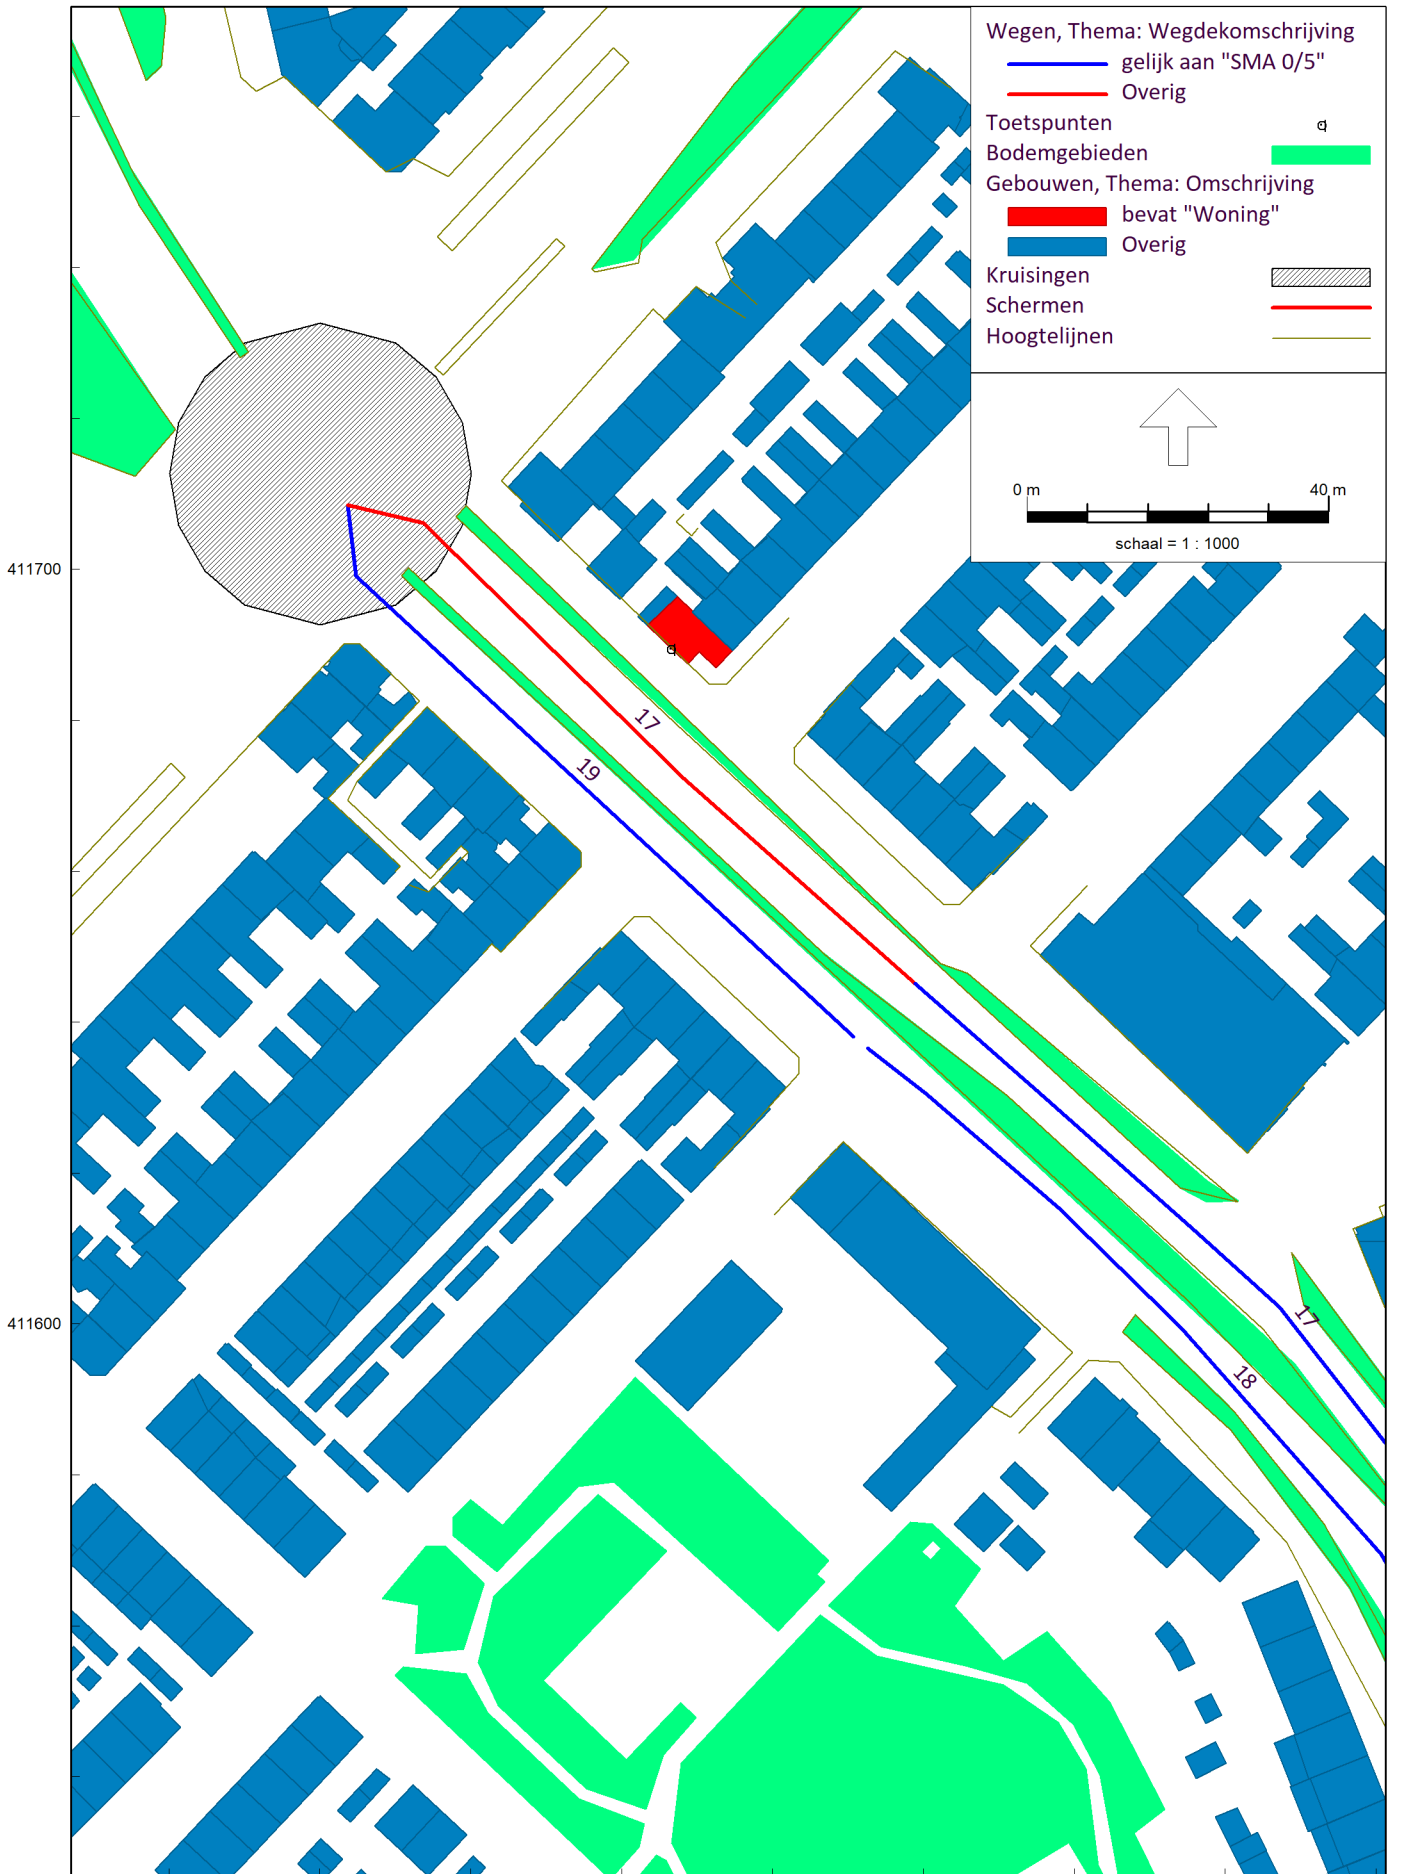 Wegen, Thema: Wegdekomschrijving
gelijk aan "SMA 0/5"
Overig
Toetspunten
Bodemgebieden
Gebouwen, Thema: Omschrijving
bevat "Woning"
Overig
Kruisingen
Schermen
Hoogtelijnen
0 m 40 m
schaal = 1 : 1000
411700
17
19
411600
17
18